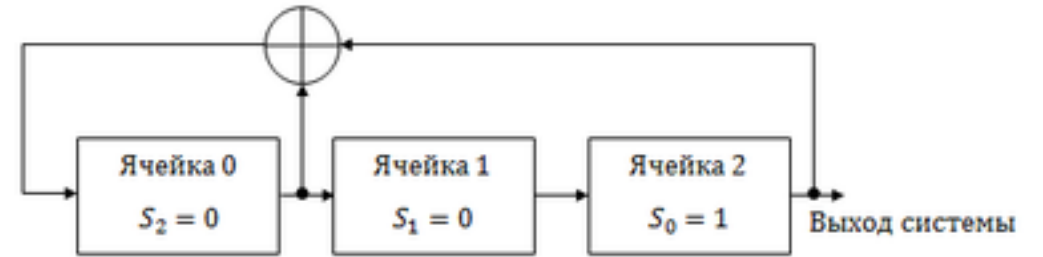 Ячейка 0
Ячейка 1
Ячейка 2
S₂ = 0
S₁ = 0
S₀ = 1
Выход системы